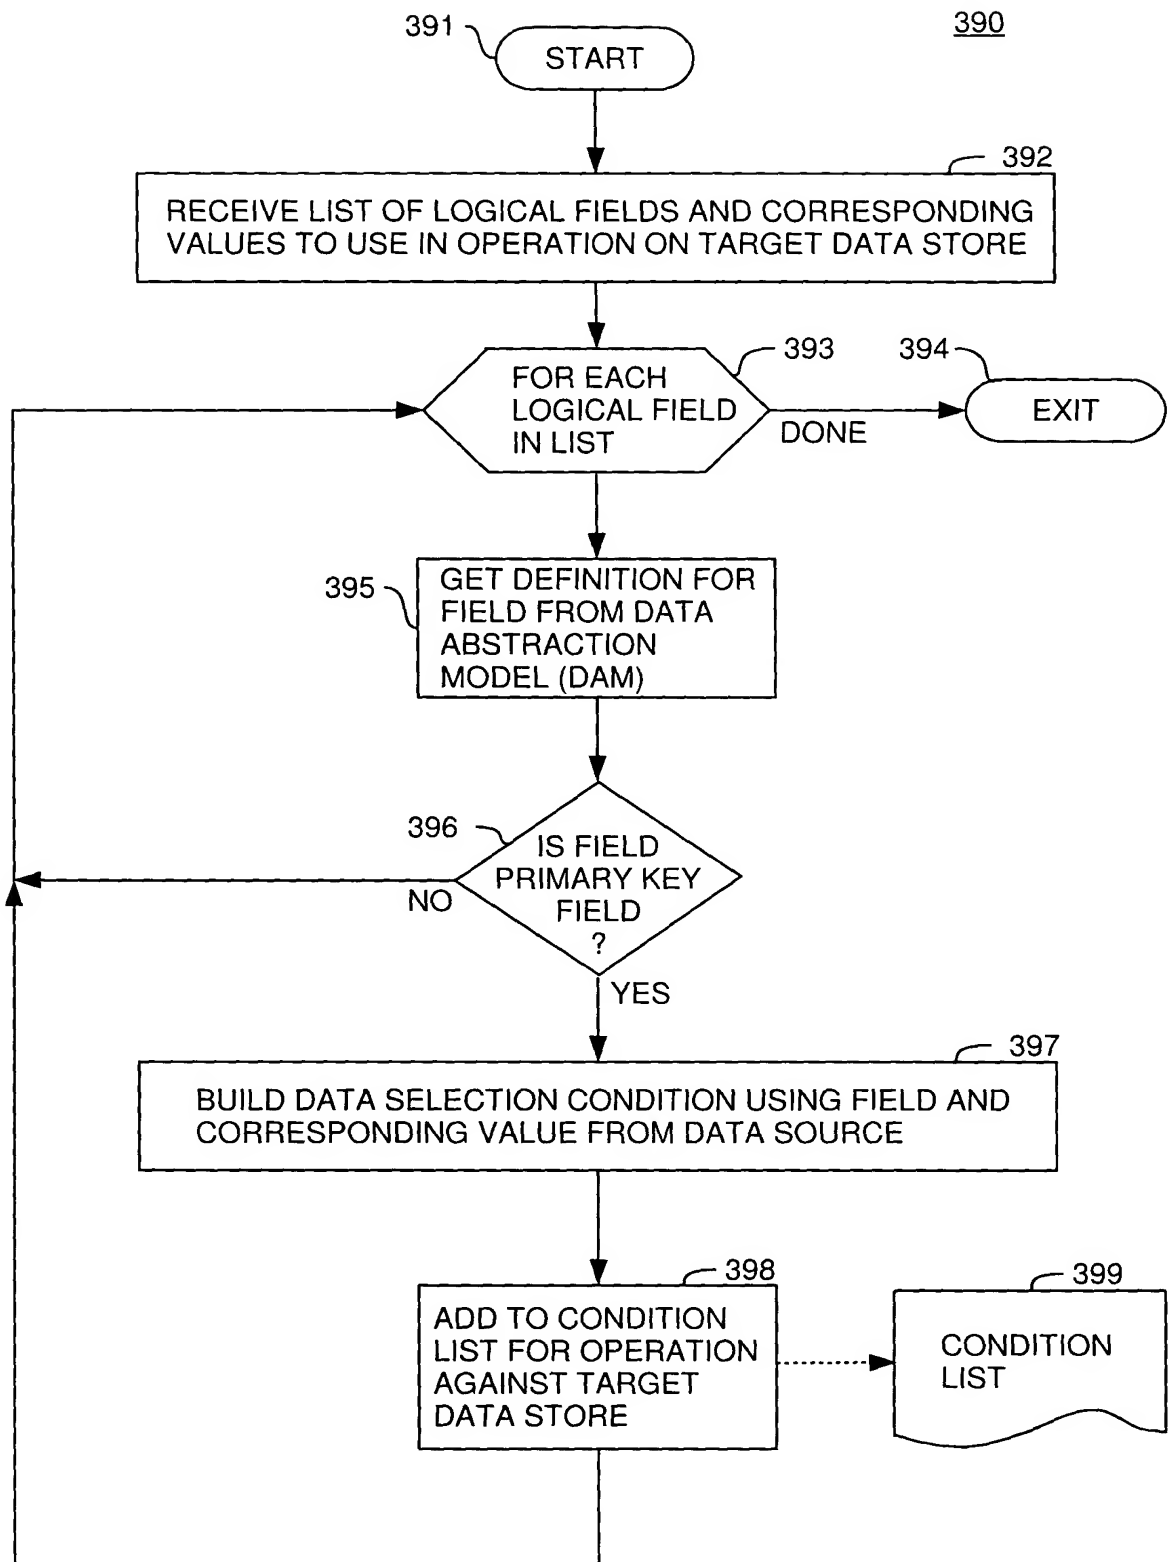 390
391
START
392
RECEIVE LIST OF LOGICAL FIELDS AND CORRESPONDING
VALUES TO USE IN OPERATION ON TARGET DATA STORE
393
394
FOR EACH
LOGICAL FIELD
IN LIST
DONE
EXIT
395
GET DEFINITION FOR
FIELD FROM DATA
ABSTRACTION
MODEL (DAM)
396
IS FIELD
PRIMARY KEY
FIELD
?
NO
YES
397
BUILD DATA SELECTION CONDITION USING FIELD AND
CORRESPONDING VALUE FROM DATA SOURCE
398
ADD TO CONDITION
LIST FOR OPERATION
AGAINST TARGET
DATA STORE
399
CONDITION
LIST